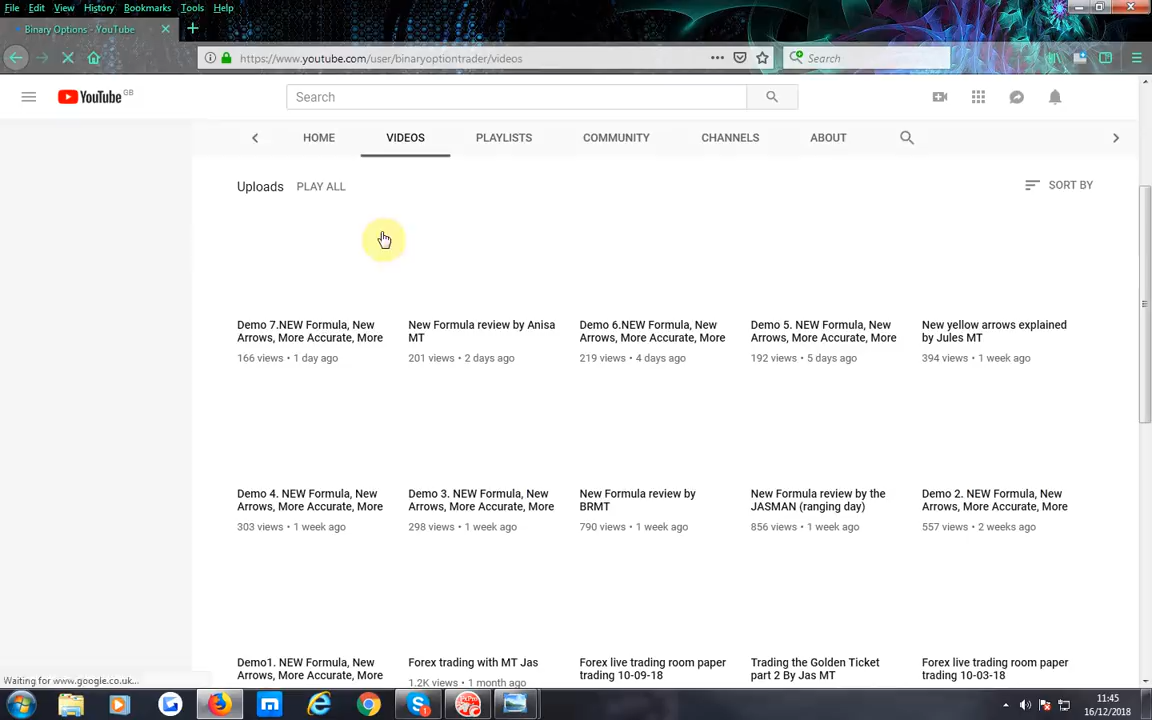 File Edit View History Bookmarks Tools Help
Binary Options - YouTube
https://www.youtube.com/user/binaryoptiontrader/videos
Search
YouTube GB
Search
HOME VIDEOS PLAYLISTS COMMUNITY CHANNELS ABOUT
Uploads PLAY ALL SORT BY
Demo 7.NEW Formula, New
Arrows, More Accurate, More
166 views • 1 day ago
New Formula review by Anisa
MT
201 views • 2 days ago
Demo 6.NEW Formula, New
Arrows, More Accurate, More
219 views • 4 days ago
Demo 5. NEW Formula, New
Arrows, More Accurate, More
192 views • 5 days ago
New yellow arrows explained
by Jules MT
394 views • 1 week ago
Demo 4. NEW Formula, New
Arrows, More Accurate, More
303 views • 1 week ago
Demo 3. NEW Formula, New
Arrows, More Accurate, More
298 views • 1 week ago
New Formula review by
BRMT
790 views • 1 week ago
New Formula review by the
JASMAN (ranging day)
856 views • 1 week ago
Demo 2. NEW Formula, New
Arrows, More Accurate, More
557 views • 2 weeks ago
Demo1. NEW Formula, New
Arrows, More Accurate, More
Forex trading with MT Jas
1.2K views • 1 month ago
Forex live trading room paper
trading 10-09-18
Trading the Golden Ticket
part 2 By Jas MT
Forex live trading room paper
trading 10-03-18
Waiting for www.google.co.uk...
11:45
16/12/2018